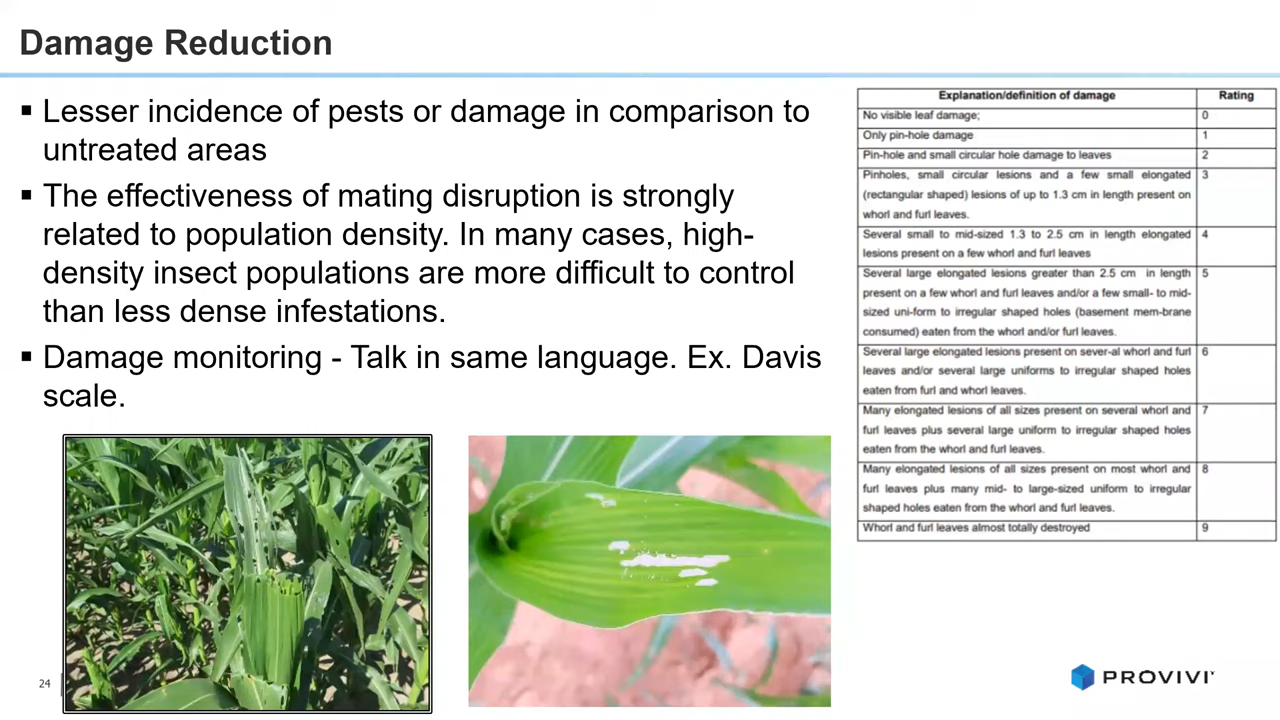 Damage Reduction
▪ Lesser incidence of pests or damage in comparison to
untreated areas
▪ The effectiveness of mating disruption is strongly
related to population density. In many cases, high-
density insect populations are more difficult to control
than less dense infestations.
▪ Damage monitoring - Talk in same language. Ex. Davis
scale.
Explanation/definition of damage Rating
No visible leaf damage; 0
Only pin-hole damage 1
Pin-hole and small circular hole damage to leaves 2
Pinholes, small circular lesions and a few small elongated 3
(rectangular shaped) lesions of up to 1.3 cm in length present on
whorl and furl leaves.
Several small to mid-sized 1.3 to 2.5 cm in length elongated 4
lesions present on a few whorl and furl leaves
Several large elongated lesions greater than 2.5 cm in length 5
present on a few whorl and furl leaves and/or a few small- to mid-
sized uni-form to irregular shaped holes (basement mem-brane
consumed) eaten from the whorl and/or furl leaves.
Several large elongated lesions present on sever-al whorl and furl 6
leaves and/or several large uniforms to irregular shaped holes
eaten from furl and whorl leaves.
Many elongated lesions of all sizes present on several whorl and 7
furl leaves plus several large uniform to irregular shaped holes
eaten from the whorl and furl leaves.
Many elongated lesions of all sizes present on most whorl and 8
furl leaves plus many mid- to large-sized uniform to irregular
shaped holes eaten from the whorl and furl leaves.
Whorl and furl leaves almost totally destroyed 9
24
PROVIVI